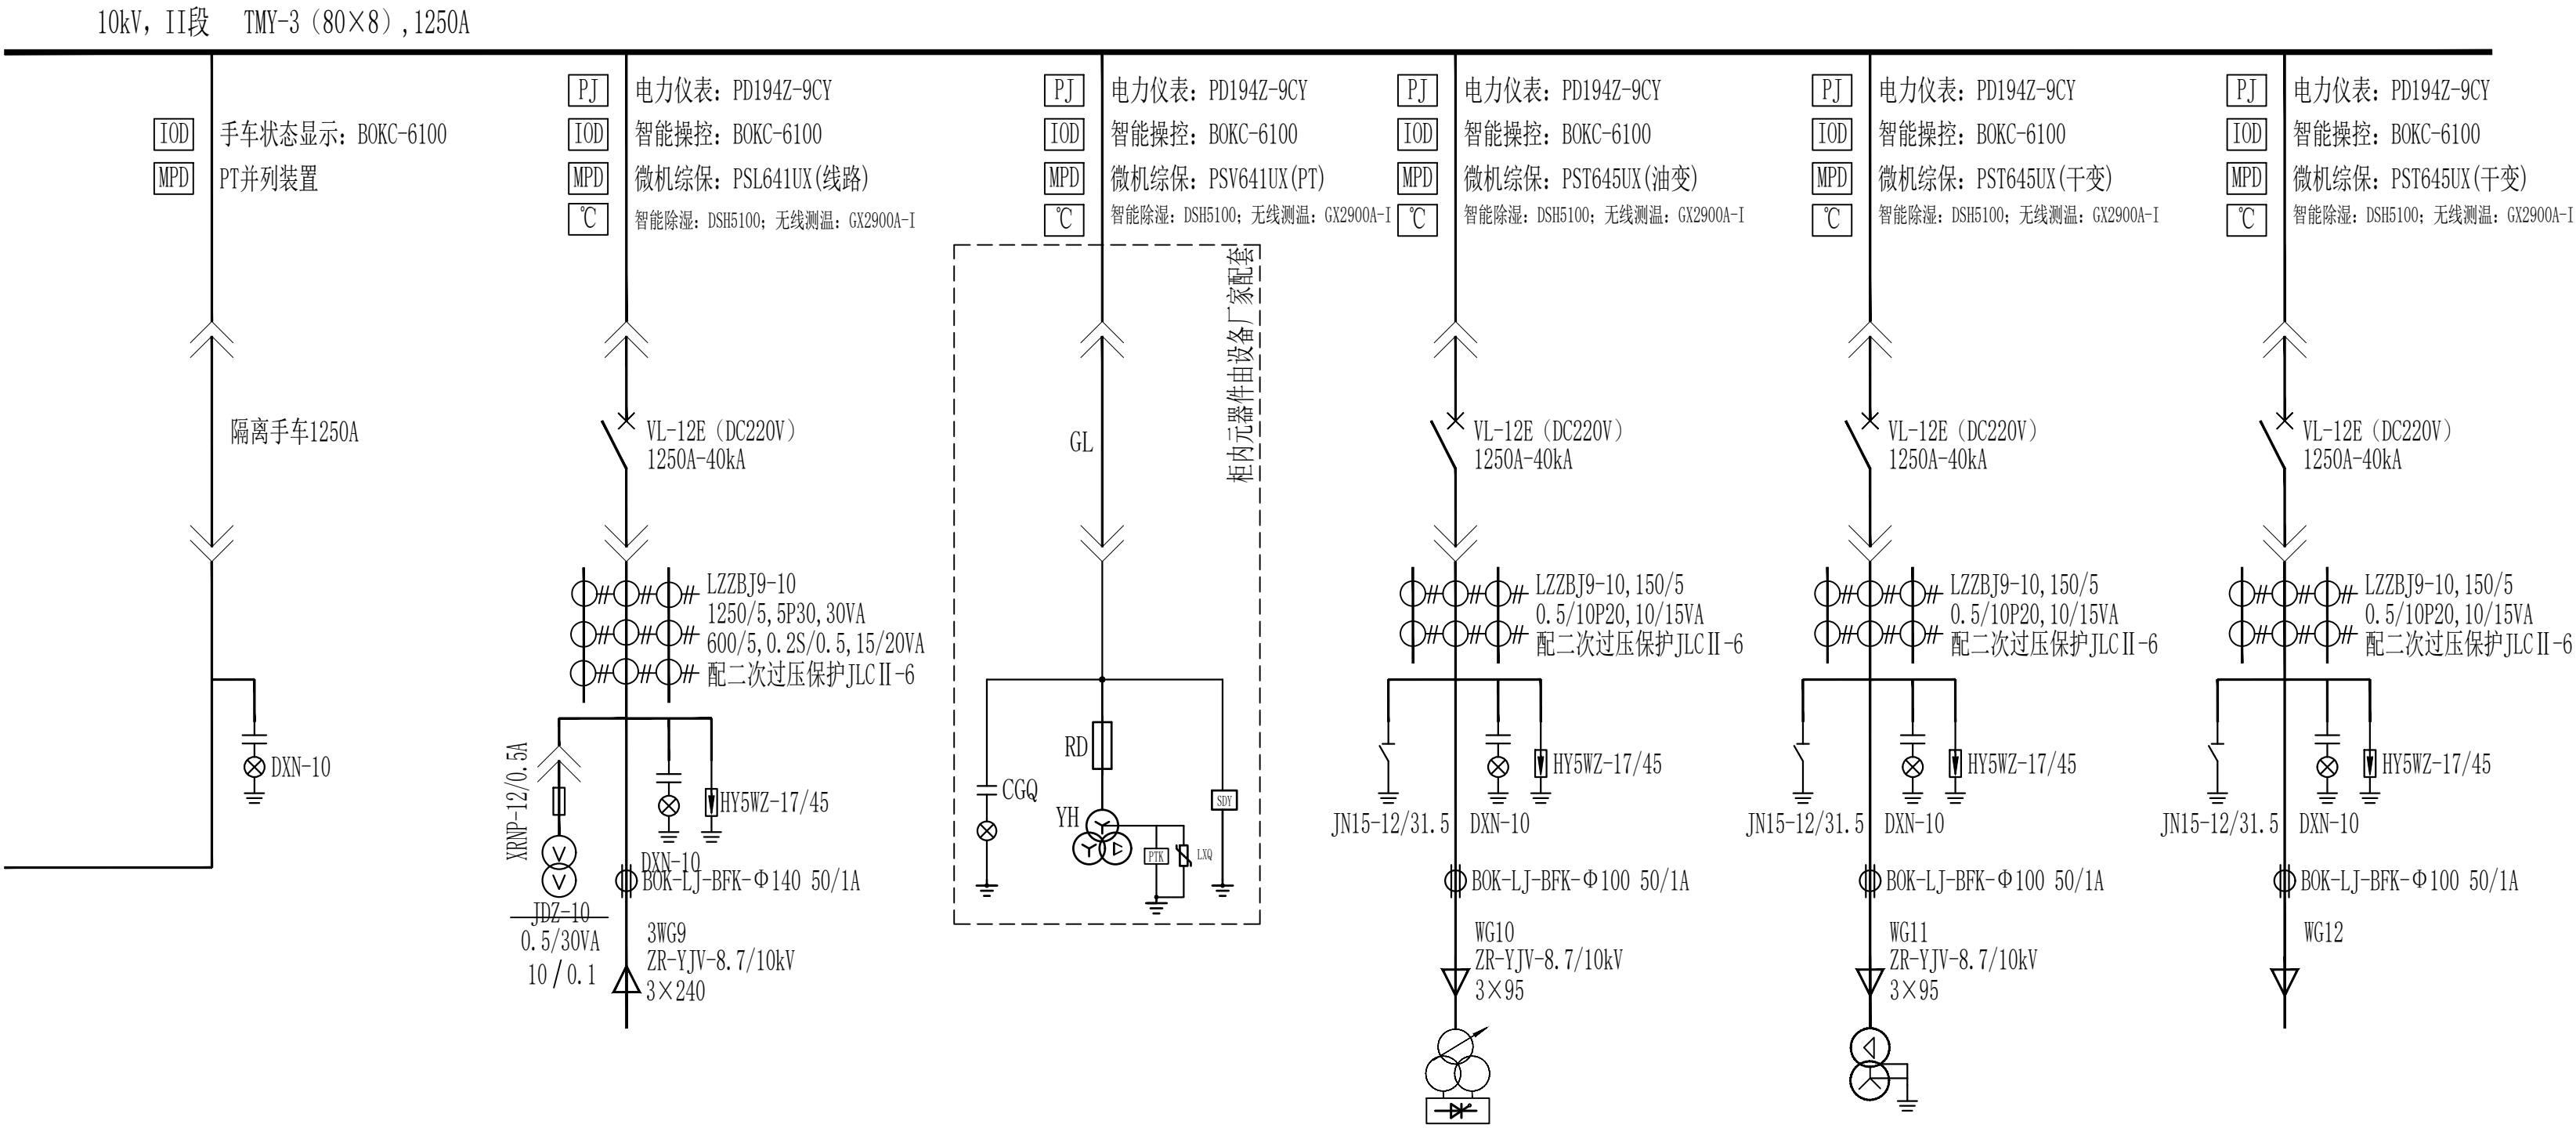 10kV，II段  TMY-3（80×8）,1250A
IOD 手车状态显示：BOKC-6100
MPD PT并列装置
隔离手车1250A
DXN-10
PJ 电力仪表：PD194Z-9CY
IOD 智能操控：BOKC-6100
MPD 微机综保：PSL641UX(线路)
℃ 智能除湿：DSH5100；无线测温：GX2900A-I
VL-12E（DC220V）
1250A-40kA
LZZBJ9-10
1250/5,5P30,30VA
600/5,0.2S/0.5,15/20VA
配二次过压保护JLCⅡ-6
XRNP-12/0.5A
HY5WZ-17/45
DXN-10
BOK-LJ-BFK-Φ140 50/1A
JDZ-10
0.5/30VA
10/0.1
3WG9
ZR-YJV-8.7/10kV
3×240
PJ 电力仪表：PD194Z-9CY
IOD 智能操控：BOKC-6100
MPD 微机综保：PSV641UX(PT)
℃ 智能除湿：DSH5100；无线测温：GX2900A-I
柜内元器件由设备厂家配套
GL
RD
CGQ
YH
SDY
PTK
LXQ
PJ 电力仪表：PD194Z-9CY
IOD 智能操控：BOKC-6100
MPD 微机综保：PST645UX(油变)
℃ 智能除湿：DSH5100；无线测温：GX2900A-I
VL-12E（DC220V）
1250A-40kA
LZZBJ9-10,150/5
0.5/10P20,10/15VA
配二次过压保护JLCⅡ-6
HY5WZ-17/45
JN15-12/31.5 DXN-10
BOK-LJ-BFK-Φ100 50/1A
WG10
ZR-YJV-8.7/10kV
3×95
PJ 电力仪表：PD194Z-9CY
IOD 智能操控：BOKC-6100
MPD 微机综保：PST645UX(干变)
℃ 智能除湿：DSH5100；无线测温：GX2900A-I
VL-12E（DC220V）
1250A-40kA
LZZBJ9-10,150/5
0.5/10P20,10/15VA
配二次过压保护JLCⅡ-6
HY5WZ-17/45
JN15-12/31.5 DXN-10
BOK-LJ-BFK-Φ100 50/1A
WG11
ZR-YJV-8.7/10kV
3×95
PJ 电力仪表：PD194Z-9CY
IOD 智能操控：BOKC-6100
MPD 微机综保：PST645UX(干变)
℃ 智能除湿：DSH5100；无线测温：GX2900A-I
VL-12E（DC220V）
1250A-40kA
LZZBJ9-10,150/5
0.5/10P20,10/15VA
配二次过压保护JLCⅡ-6
HY5WZ-17/45
JN15-12/31.5 DXN-10
BOK-LJ-BFK-Φ100 50/1A
WG12